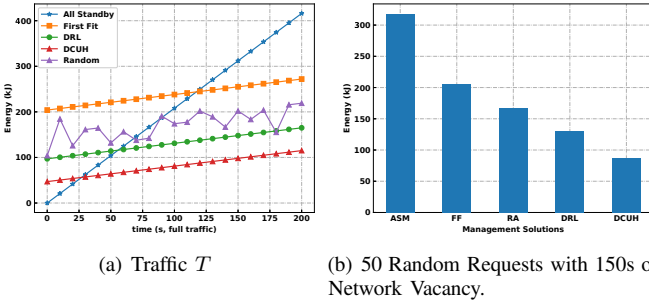 All Standby
First Fit
DRL
DCUH
Random
Energy (kJ)
400
300
200
100
0
0 25 50 75 100 125 150 175 200
time (s, full traffic)
Energy (kJ)
300
250
200
150
100
50
0
ASM FF RA DRL DCUH
Management Solutions
(a) Traffic T
(b) 50 Random Requests with 150s o
Network Vacancy.